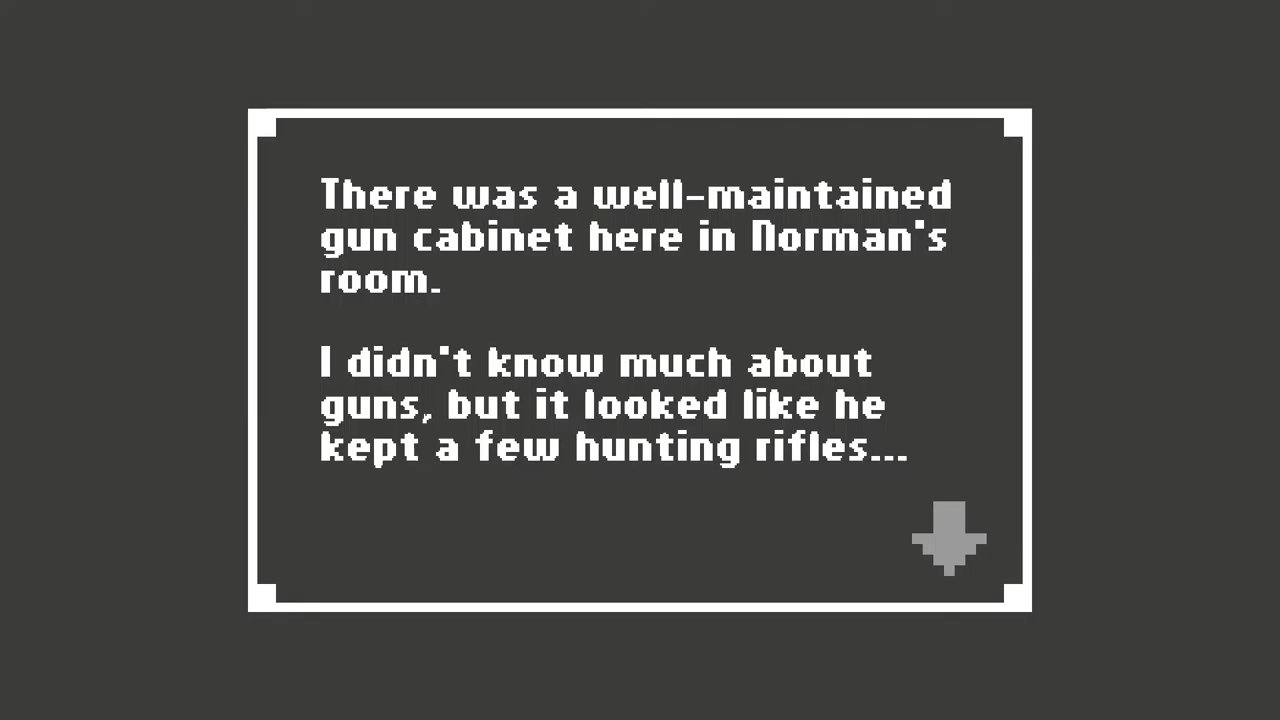 There was a well-maintained
gun cabinet here in Norman's
room.
I didn't know much about
guns, but it looked like he
kept a few hunting rifles...